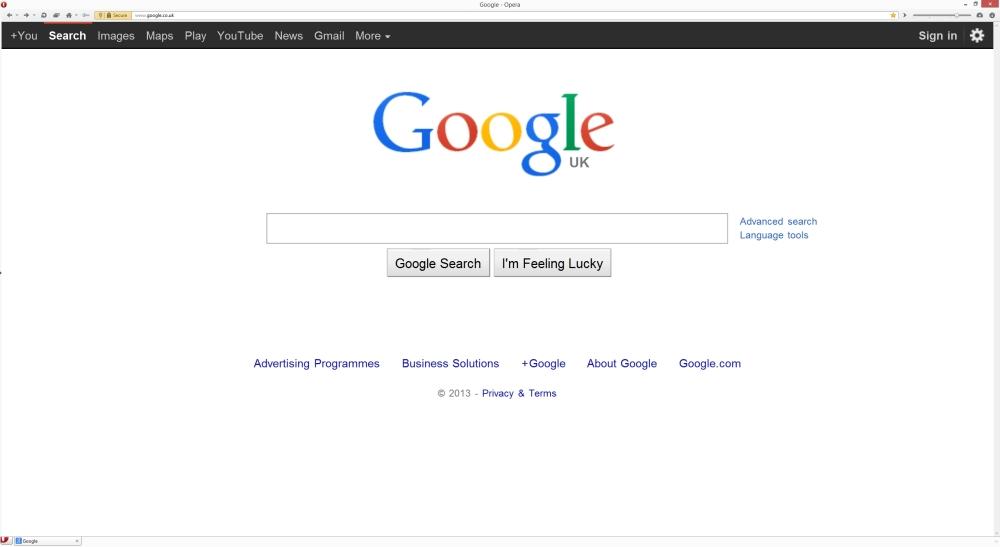 Google - Opera
Secure www.google.co.uk
+You Search Images Maps Play YouTube News Gmail More Sign in
Google
UK
Advanced search
Language tools
Google Search I'm Feeling Lucky
Advertising Programmes Business Solutions +Google About Google Google.com
© 2013 - Privacy & Terms
Google